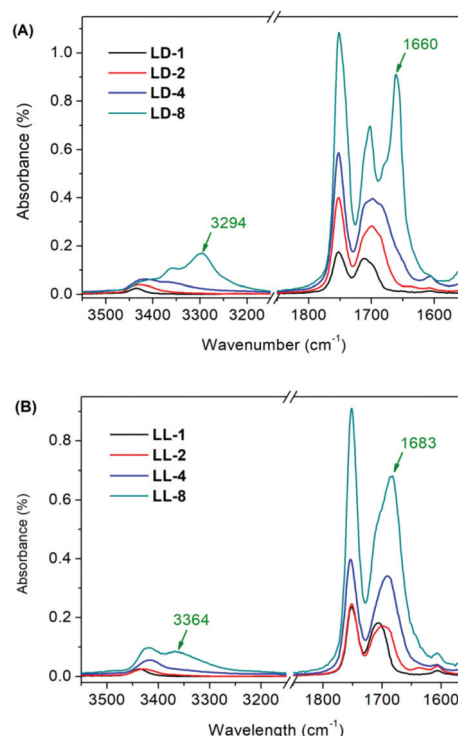 (A)
LD-1
LD-2
LD-4
LD-8
1660
3294
1.0
0.8
0.6
0.4
0.2
0.0
Absorbance (%)
3500 3400 3300 3200 1800 1700 1600
Wavenumber (cm⁻¹)
(B)
LL-1
LL-2
LL-4
LL-8
1683
3364
0.8
0.6
0.4
0.2
0.0
Absorbance (%)
3500 3400 3300 3200 1800 1700 1600
Wavelength (cm⁻¹)